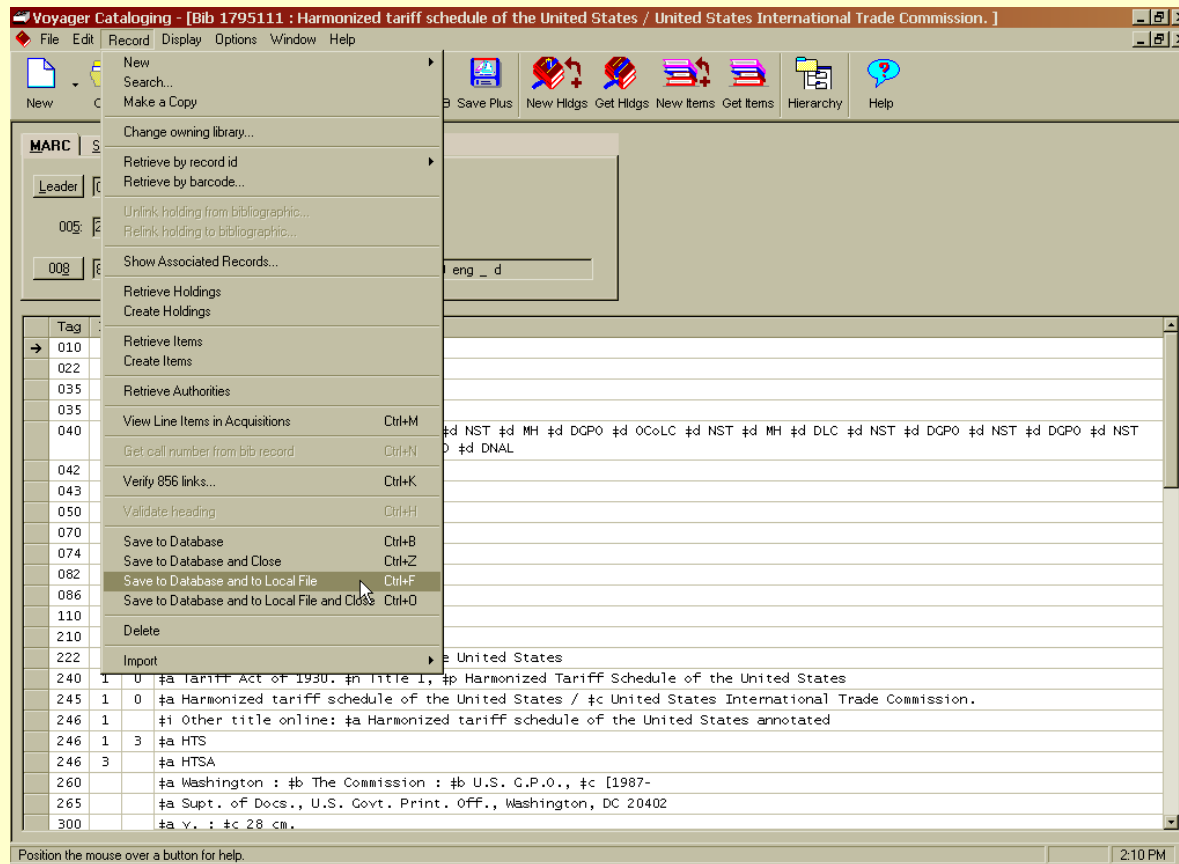 Voyager Cataloging - [Bib 1795111 : Harmonized tariff schedule of the United States / United States International Trade Commission. ]
File Edit Record Display Options Window Help
New Save Plus New Hldgs Get Hldgs New Items Get Items Hierarchy Help
New
Search...
Make a Copy
Change owning library...
Retrieve by record id
Retrieve by barcode...
Unlink holding from bibliographic...
Relink holding to bibliographic...
Show Associated Records...
Retrieve Holdings
Create Holdings
Retrieve Items
Create Items
Retrieve Authorities
View Line Items in Acquisitions Ctrl+M
Get call number from bib record Ctrl+N
Verify 856 links... Ctrl+K
Validate heading Ctrl+H
Save to Database Ctrl+B
Save to Database and Close Ctrl+Z
Save to Database and to Local File Ctrl+F
Save to Database and to Local File and Close Ctrl+O
Delete
Import
MARC
Leader
005:
008 eng _ d
Tag
010
022
035
035
040 ‡d NST ‡d MH ‡d DGPO ‡d OCoLC ‡d NST ‡d MH ‡d DLC ‡d NST ‡d DGPO ‡d NST ‡d DGPO ‡d NST
‡d DNAL
042
043
050
070
074
082
086
110
210
222 United States
240 1 0 ‡a Tariff Act of 1930. ‡n Title I, ‡p Harmonized Tariff Schedule of the United States
245 1 0 ‡a Harmonized tariff schedule of the United States / ‡c United States International Trade Commission.
246 1 ‡i Other title online: ‡a Harmonized tariff schedule of the United States annotated
246 1 3 ‡a HTS
246 3 ‡a HTSA
260 ‡a Washington : ‡b The Commission : ‡b U.S. G.P.O., ‡c [1987-
265 ‡a Supt. of Docs., U.S. Govt. Print. Off., Washington, DC 20402
300 ‡a v. : ‡c 28 cm.
Position the mouse over a button for help. 2:10 PM